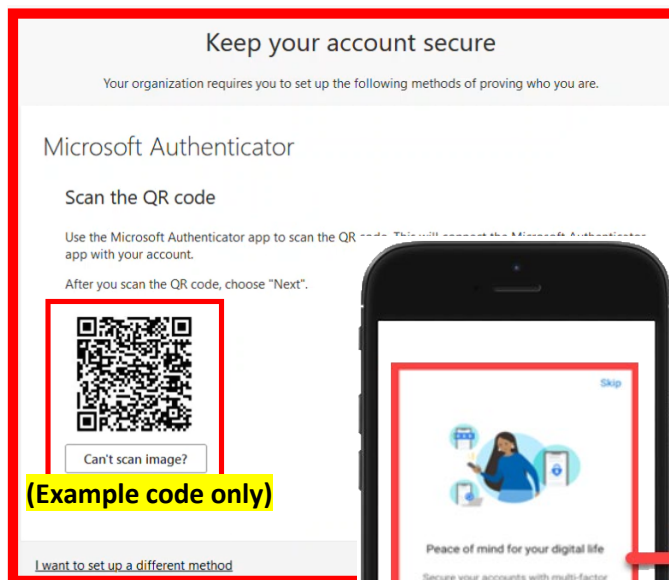 Keep your account secure
Your organization requires you to set up the following methods of proving who you are.
Microsoft Authenticator
Scan the QR code
Use the Microsoft Authenticator app to scan the QR
app with your account.
After you scan the QR code, choose "Next".
Can't scan image?
(Example code only)
I want to set up a different method
Skip
Peace of mind for your digital life
Secure your accounts with multi-factor